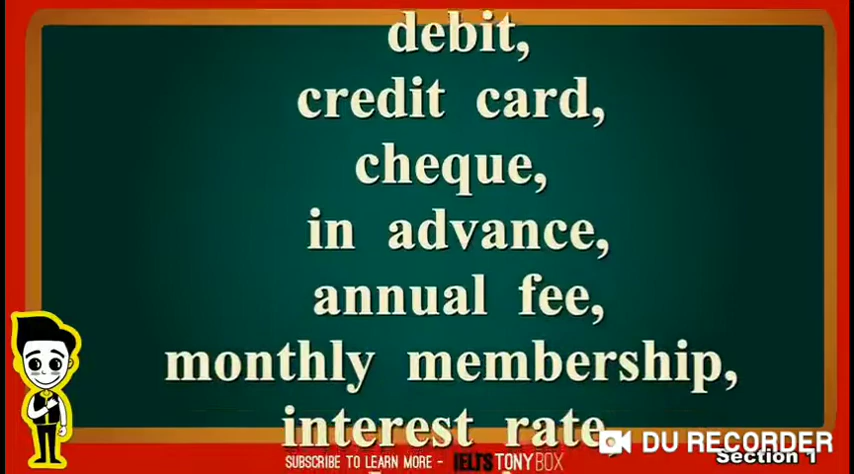 debit,
credit card,
cheque,
in advance,
annual fee,
monthly membership,
interest rate,
DU RECORDER
Section 1
SUBSCRIBE TO LEARN MORE - IELTS TONY BOX